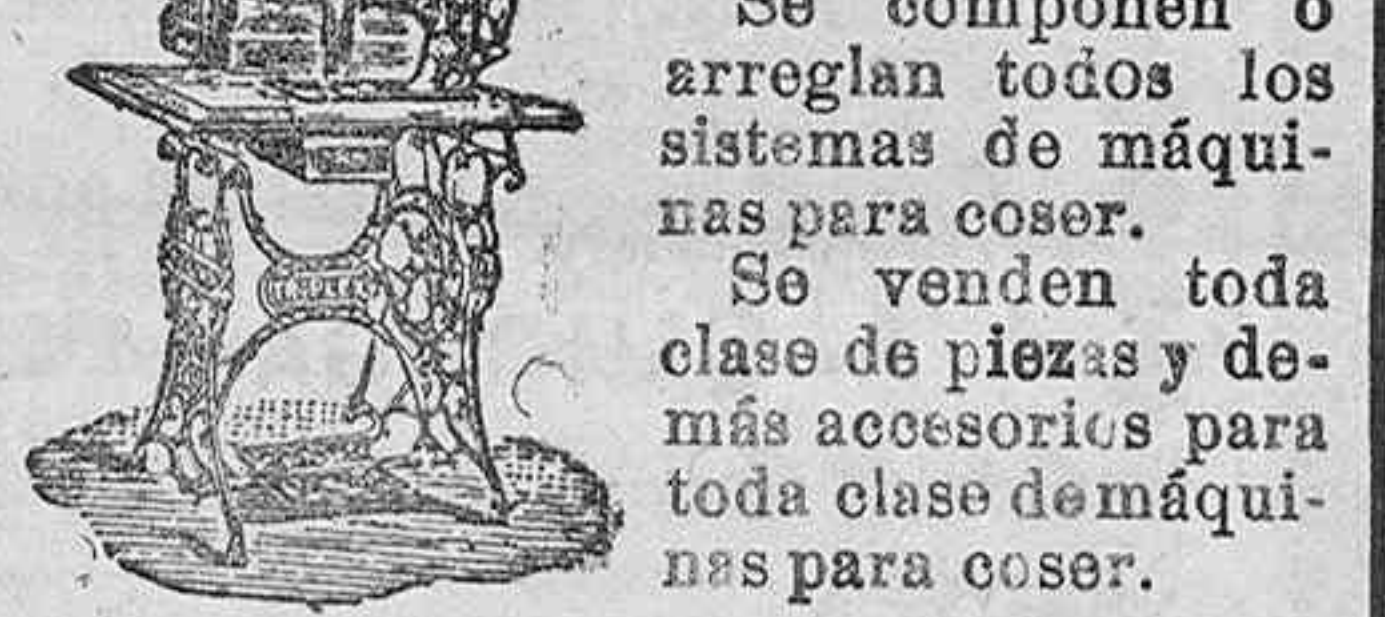 Se componen ó
arreglan todos los
sistemas de máqui-
nas para coser.
Se venden toda
clase de piezas y de-
más accesorios para
toda clase de máqui-
nas para coser.